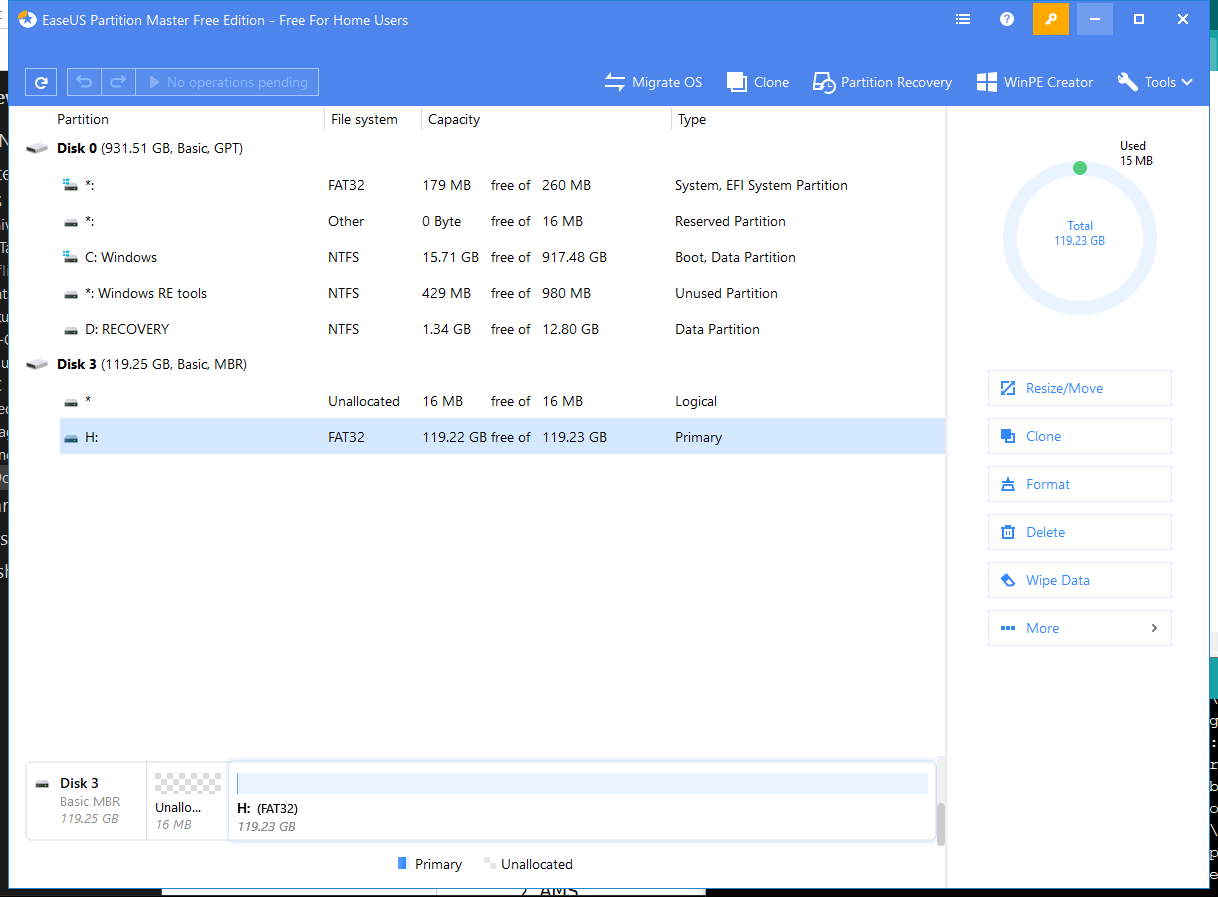 EaseUS Partition Master Free Edition - Free For Home Users
No operations pending
Migrate OS
Clone
Partition Recovery
WinPE Creator
Tools
Partition File system Capacity Type
Disk 0 (931.51 GB, Basic, GPT)
*: FAT32 179 MB free of 260 MB System, EFI System Partition
*: Other 0 Byte free of 16 MB Reserved Partition
C: Windows NTFS 15.71 GB free of 917.48 GB Boot, Data Partition
*: Windows RE tools NTFS 429 MB free of 980 MB Unused Partition
D: RECOVERY NTFS 1.34 GB free of 12.80 GB Data Partition
Disk 3 (119.25 GB, Basic, MBR)
* Unallocated 16 MB free of 16 MB Logical
H: FAT32 119.22 GB free of 119.23 GB Primary
Used
15 MB
Total
119.23 GB
Resize/Move
Clone
Format
Delete
Wipe Data
More
Disk 3
Basic MBR
119.25 GB
Unallo...
16 MB
H: (FAT32)
119.23 GB
Primary
Unallocated